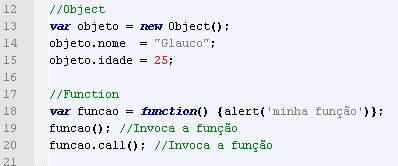 12 //Object
13 var objeto = new Object();
14 objeto.nome  = "Glauco";
15 objeto.idade = 25;
16
17 //Function
18 var funcao = function() {alert('minha função')};
19 funcao(); //Invoca a função
20 funcao.call(); //Invoca a função
21